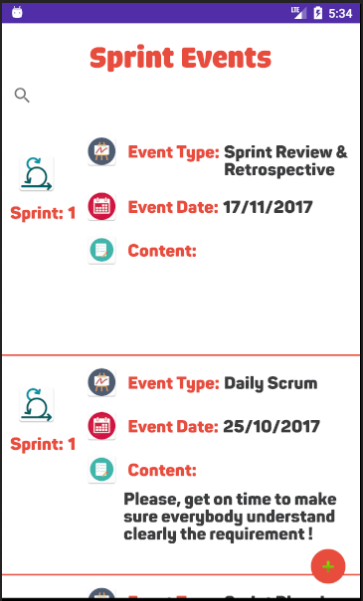 LTE 5:34
Sprint Events
Event Type: Sprint Review &
Retrospective
Sprint: 1
Event Date: 17/11/2017
Content:
Event Type: Daily Scrum
Sprint: 1
Event Date: 25/10/2017
Content:
Please, get on time to make
sure everybody understand
clearly the requirement !
+